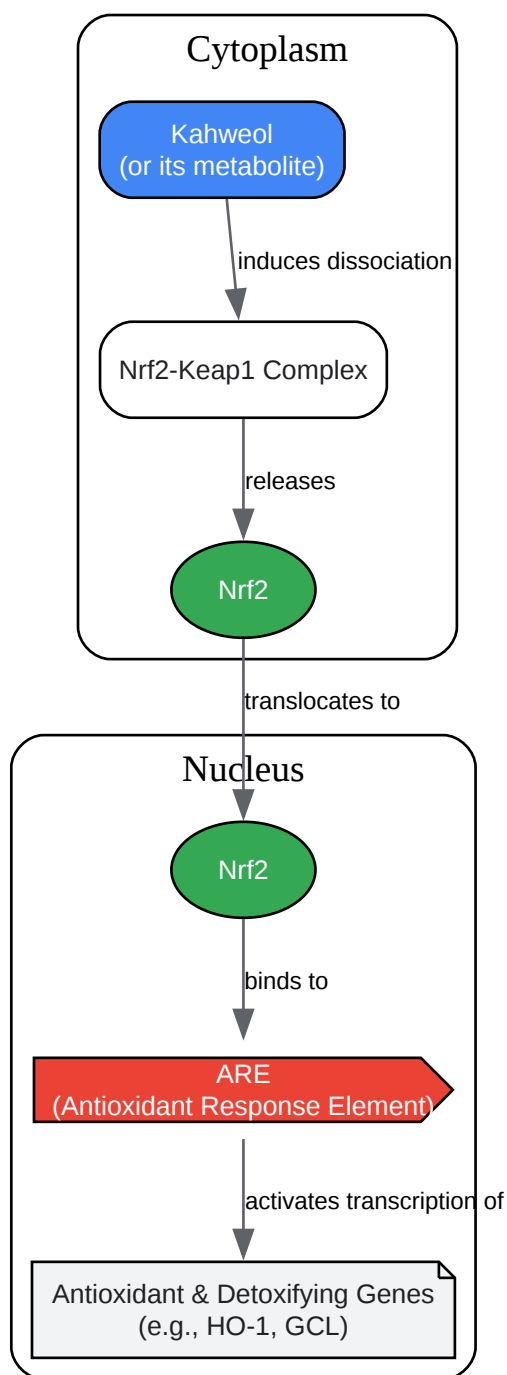 Cytoplasm
Kahweol
(or its metabolite)
induces dissociation
Nrf2-Keap1 Complex
releases
Nrf2
translocates to
Nucleus
Nrf2
binds to
ARE
(Antioxidant Response Element)
activates transcription of
Antioxidant & Detoxifying Genes
(e.g., HO-1, GCL)